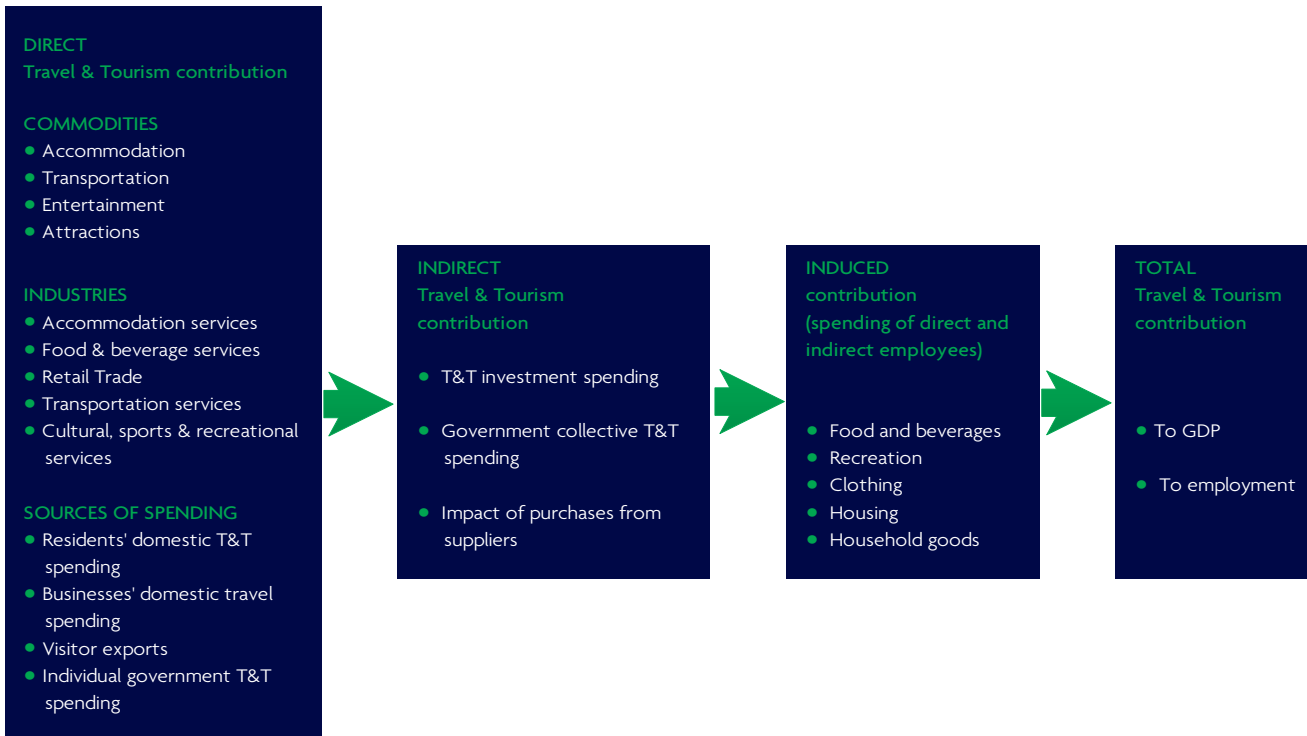 DIRECT
Travel & Tourism contribution
COMMODITIES
• Accommodation
• Transportation
• Entertainment
• Attractions
INDUSTRIES
• Accommodation services
• Food & beverage services
• Retail Trade
• Transportation services
• Cultural, sports & recreational
services
SOURCES OF SPENDING
• Residents' domestic T&T
spending
• Businesses' domestic travel
spending
• Visitor exports
• Individual government T&T
spending
INDIRECT
Travel & Tourism
contribution
• T&T investment spending
• Government collective T&T
spending
• Impact of purchases from
suppliers
INDUCED
contribution
(spending of direct and
indirect employees)
• Food and beverages
• Recreation
• Clothing
• Housing
• Household goods
TOTAL
Travel & Tourism
contribution
• To GDP
• To employment